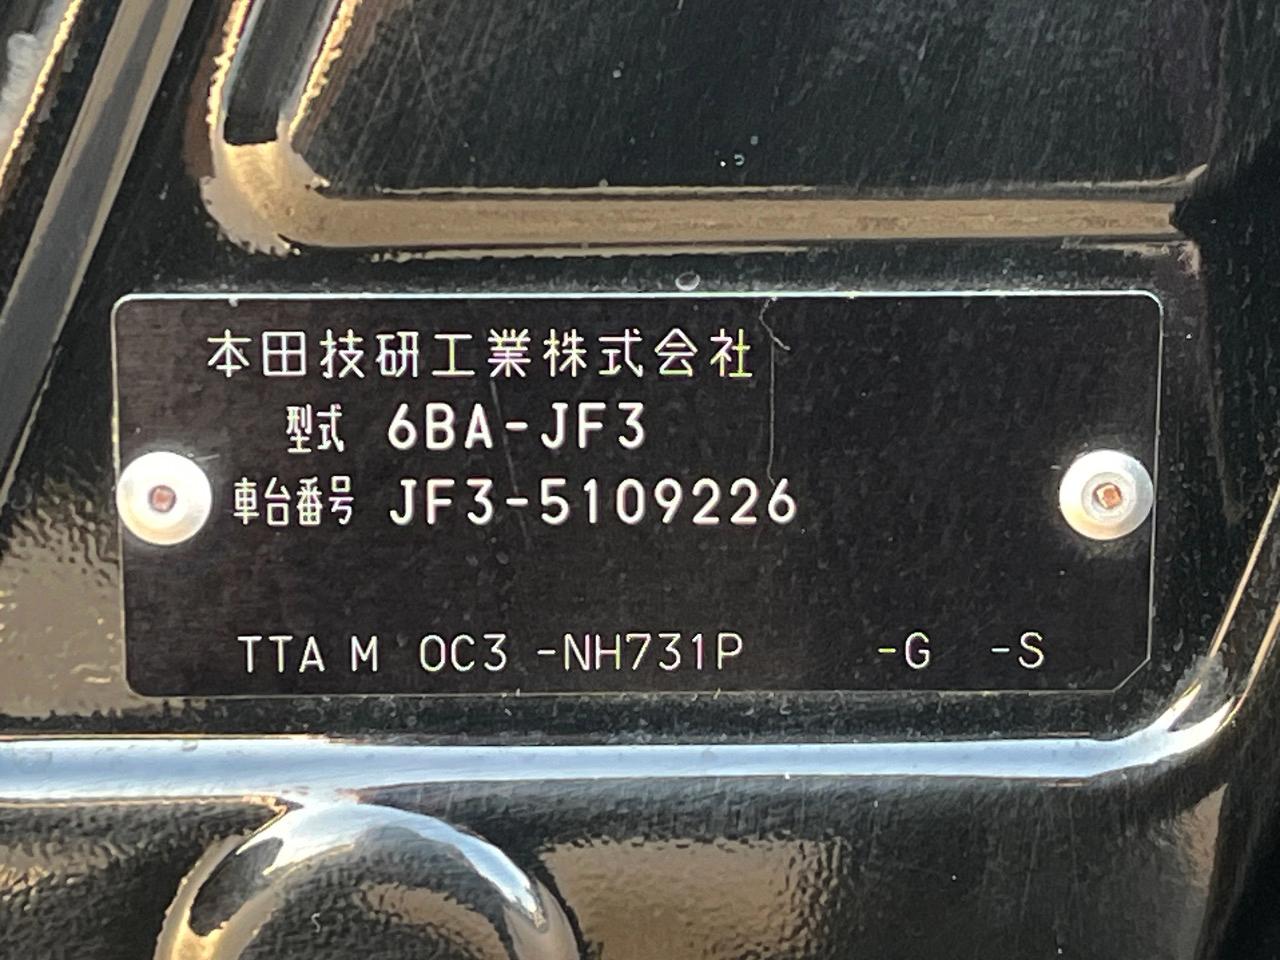 本田技研工業株式会社
型式 6BA-JF3
車台番号 JF3-5109226
TTA M 0C3 -NH731P -G -S